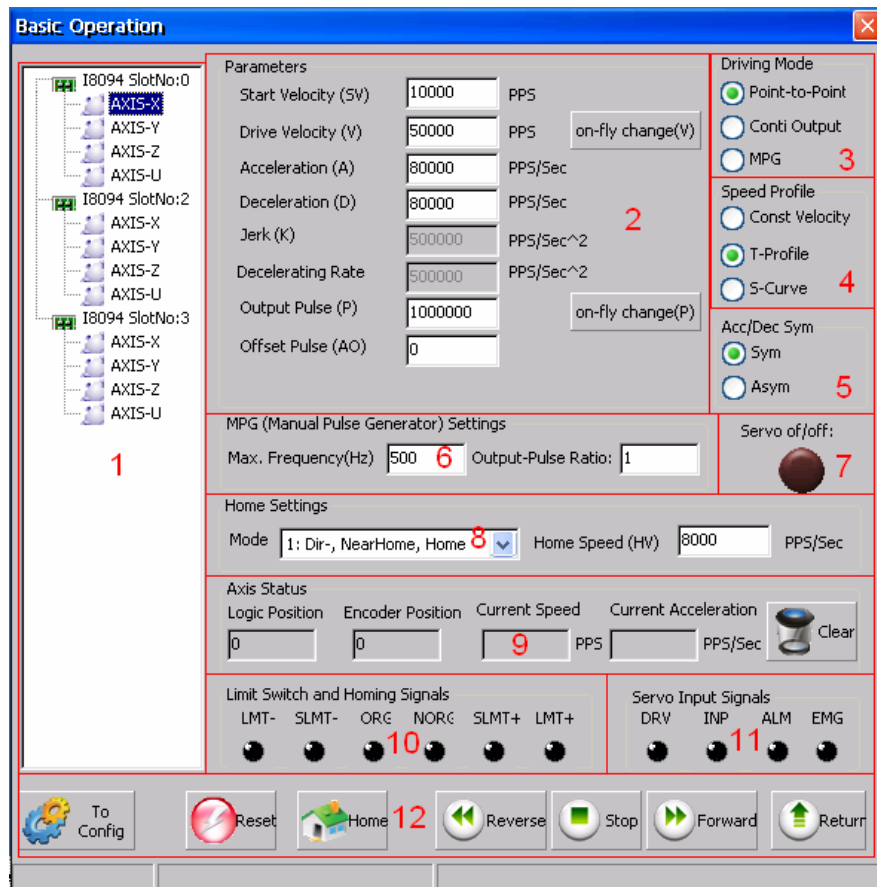 Basic Operation
I8094 SlotNo:0
AXIS-X
AXIS-Y
AXIS-Z
AXIS-U
I8094 SlotNo:2
AXIS-X
AXIS-Y
AXIS-Z
AXIS-U
I8094 SlotNo:3
AXIS-X
AXIS-Y
AXIS-Z
AXIS-U
1
Parameters
Start Velocity (SV) 10000 PPS
Drive Velocity (V) 50000 PPS on-fly change(V)
Acceleration (A) 80000 PPS/Sec
Deceleration (D) 80000 PPS/Sec
2
Jerk (K) 500000 PPS/Sec^2
Decelerating Rate 500000 PPS/Sec^2
Output Pulse (P) 1000000 on-fly change(P)
Offset Pulse (AO) 0
Driving Mode
Point-to-Point
Conti Output
MPG 3
Speed Profile
Const Velocity
T-Profile
S-Curve 4
Acc/Dec Sym
Sym
Asym 5
MPG (Manual Pulse Generator) Settings
Max. Frequency(Hz) 500 6 Output-Pulse Ratio: 1
Servo of/off:
7
Home Settings
Mode 1: Dir-, NearHome, Home 8 Home Speed (HV) 8000 PPS/Sec
Axis Status
Logic Position Encoder Position Current Speed Current Acceleration
0 0 9 PPS PPS/Sec Clear
Limit Switch and Homing Signals
LMT- SLMT- ORG NORG SLMT+ LMT+
10
Servo Input Signals
DRV INP ALM EMG
11
To Config Reset Home 12 Reverse Stop Forward Return